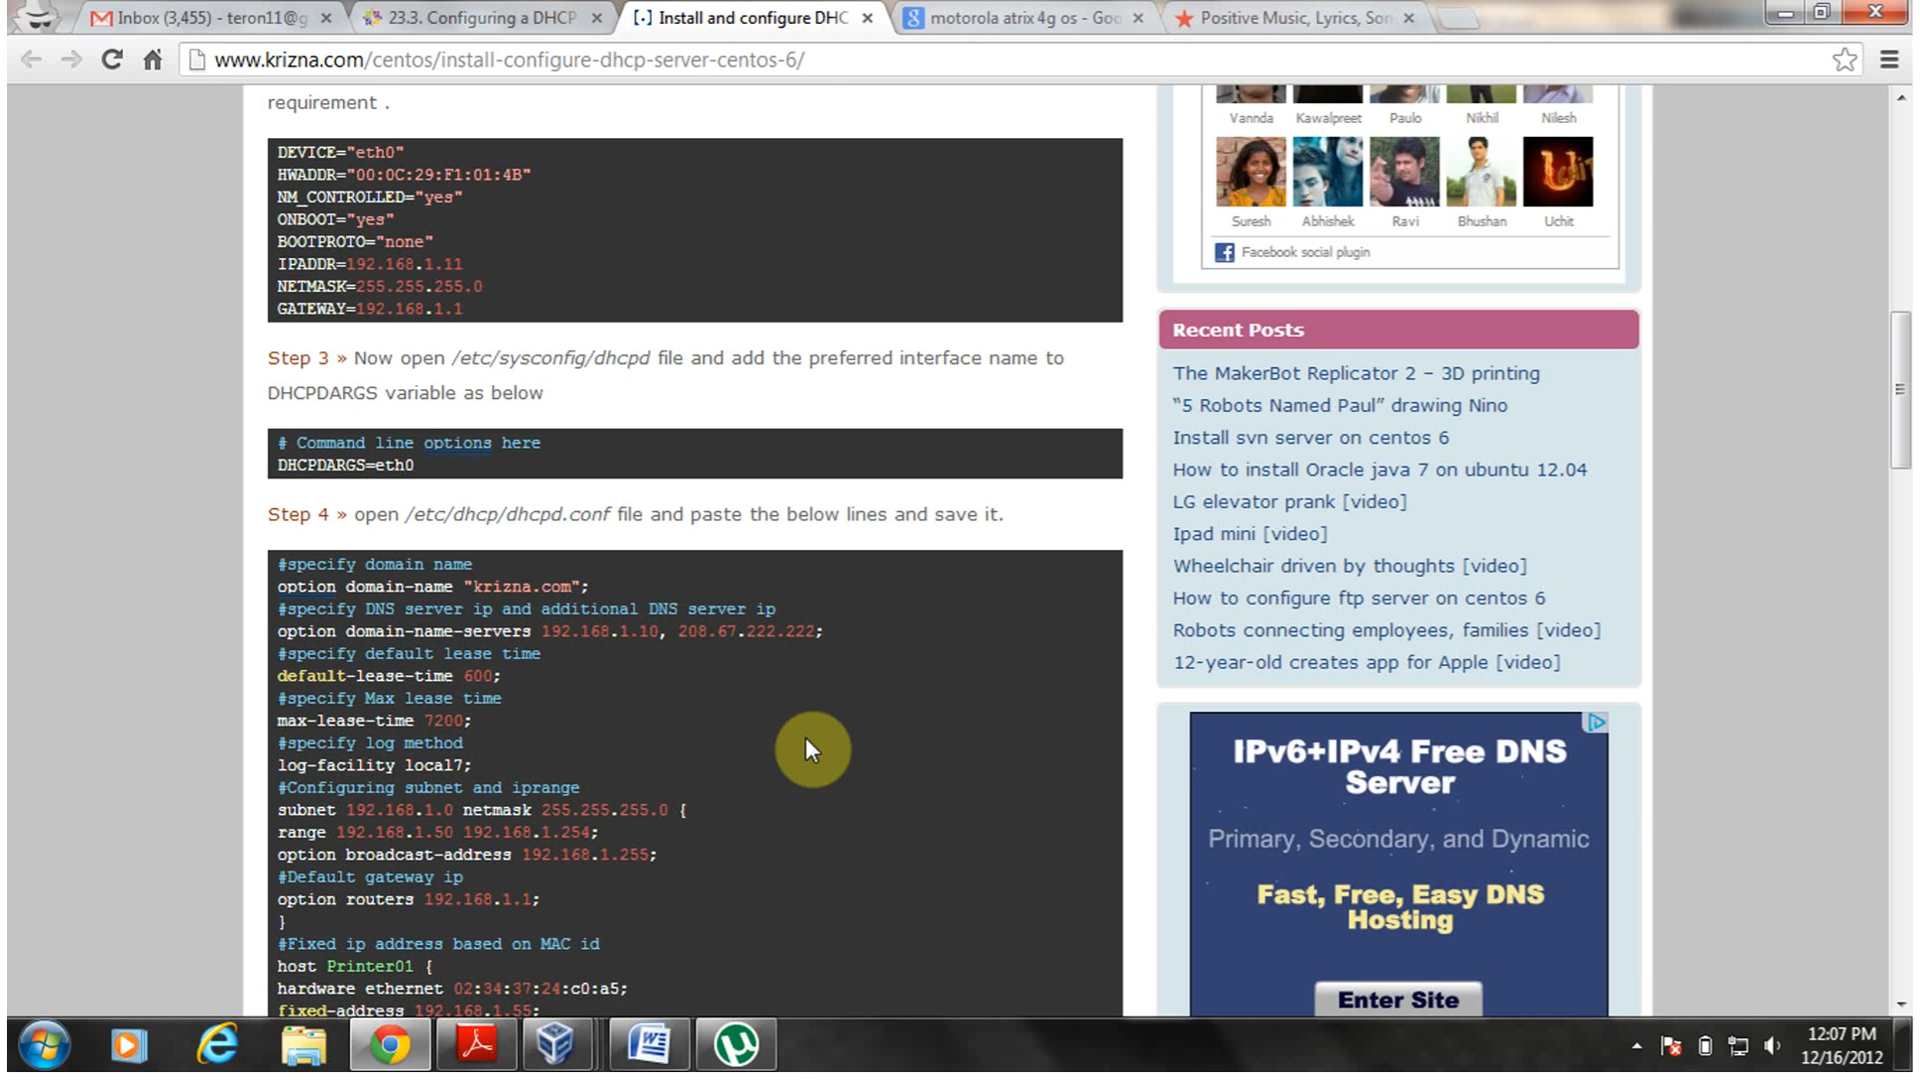 Inbox (3,455) - teron11@g
23.3. Configuring a DHCP
Install and configure DHC
motorola atrix 4g os - Goo
Positive Music, Lyrics, Son
www.krizna.com/centos/install-configure-dhcp-server-centos-6/
requirement .
DEVICE="eth0"
HWADDR="00:0C:29:F1:01:4B"
NM_CONTROLLED="yes"
ONBOOT="yes"
BOOTPROTO="none"
IPADDR=192.168.1.11
NETMASK=255.255.255.0
GATEWAY=192.168.1.1
Step 3 » Now open /etc/sysconfig/dhcpd file and add the preferred interface name to
DHCPDARGS variable as below
# Command line options here
DHCPDARGS=eth0
Step 4 » open /etc/dhcp/dhcpd.conf file and paste the below lines and save it.
#specify domain name
option domain-name "krizna.com";
#specify DNS server ip and additional DNS server ip
option domain-name-servers 192.168.1.10, 208.67.222.222;
#specify default lease time
default-lease-time 600;
#specify Max lease time
max-lease-time 7200;
#specify log method
log-facility local7;
#Configuring subnet and iprange
subnet 192.168.1.0 netmask 255.255.255.0 {
range 192.168.1.50 192.168.1.254;
option broadcast-address 192.168.1.255;
#Default gateway ip
option routers 192.168.1.1;
}
#Fixed ip address based on MAC id
host Printer01 {
hardware ethernet 02:34:37:24:c0:a5;
fixed-address 192.168.1.55;
Vannda Kawalpreet Paulo Nikhil Nilesh
Suresh Abhishek Ravi Bhushan Uchit
Facebook social plugin
Recent Posts
The MakerBot Replicator 2 – 3D printing
“5 Robots Named Paul” drawing Nino
Install svn server on centos 6
How to install Oracle java 7 on ubuntu 12.04
LG elevator prank [video]
Ipad mini [video]
Wheelchair driven by thoughts [video]
How to configure ftp server on centos 6
Robots connecting employees, families [video]
12-year-old creates app for Apple [video]
IPv6+IPv4 Free DNS
Server
Primary, Secondary, and Dynamic
Fast, Free, Easy DNS
Hosting
Enter Site
12:07 PM
12/16/2012